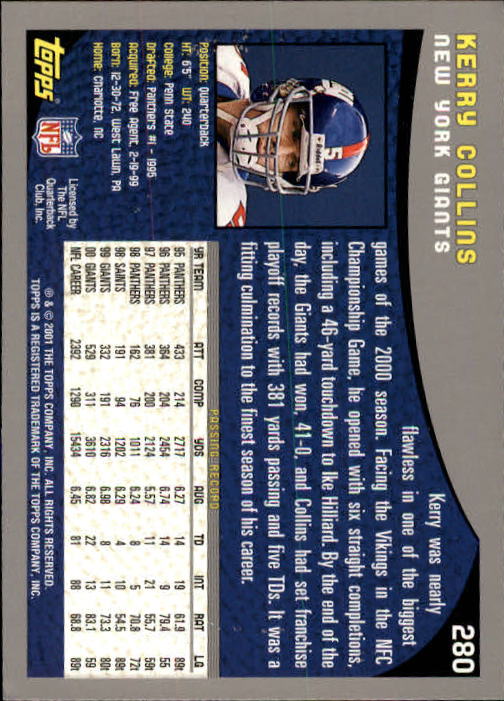 280
KERRY COLLINS
NEW YORK GIANTS
Kerry was nearly
flawless in one of the biggest
games of the 2000 season. Facing the Vikings in the NFC
Championship Game, he opened with six straight completions,
including a 46-yard touchdown to Ike Hilliard. By the end of the
day, the Giants had won, 41-0, and Collins had set franchise
playoff records with 381 yards passing and five TDs. It was a
fitting culmination to the finest season of his career.
5
Riddell
Position: Quarterback
HT: 6'5" WT: 240
College: Penn State
Drafted: Panthers #1 - 1995
Acquired: Free Agent, 2-19-99
Born: 12-30-72, West Lawn, PA
Home: Charlotte, NC
PASSING RECORD
YR TEAM ATT COMP YDS AVG TD INT RAT LG
95 PANTHERS 433 214 2717 6.27 14 19 61.9 89t
96 PANTHERS 364 204 2454 6.74 14 9 79.4 55
97 PANTHERS 381 200 2124 5.57 11 21 55.7 59t
98 PANTHERS 162 76 1011 6.24 8 5 70.8 72
98 SAINTS 191 94 1202 6.29 4 10 54.5 89t
99 GIANTS 332 191 2316 6.98 8 11 73.3 80t
00 GIANTS 529 311 3610 6.82 22 13 83.1 59
NFL CAREER 2392 1290 15434 6.45 81 88 68.8 89t
Topps
NFL
Licensed by
The NFL
Quarterback
Club, Inc.
® & © 2001 THE TOPPS COMPANY, INC. ALL RIGHTS RESERVED.
TOPPS IS A REGISTERED TRADEMARK OF THE TOPPS COMPANY, INC.